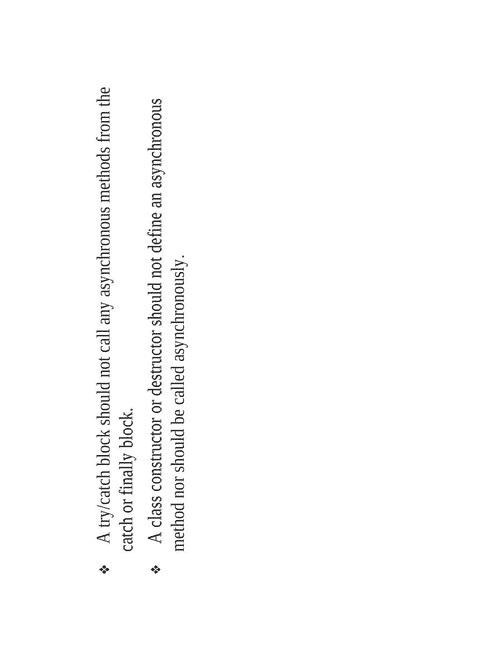 ❖ A try/catch block should not call any asynchronous methods from the
catch or finally block.
❖ A class constructor or destructor should not define an asynchronous
method nor should be called asynchronously.